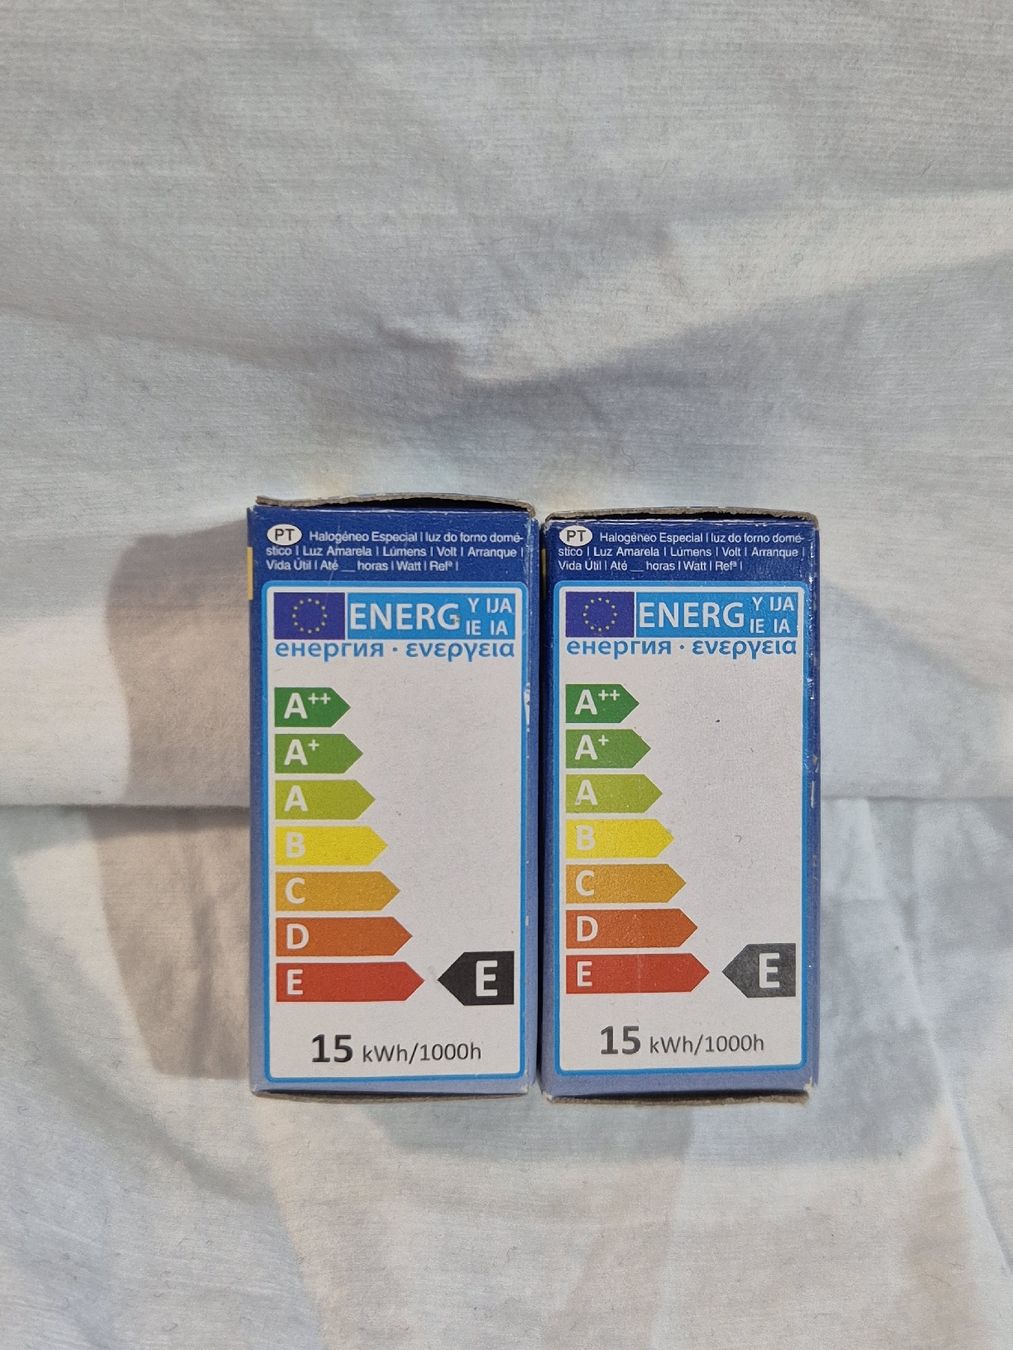 PT Halogéneo Especial | luz do forno domé-
stico | Luz Amarela | Lúmens | Volt | Arranque |
Vida Útil | Até __ horas | Watt | Refª |
ENERG Y IJA
IE IA
енергия · ενεργεια
A++
A+
A
B
C
D
E E
15 kWh/1000h
PT Halogéneo Especial | luz do forno domé-
stico | Luz Amarela | Lúmens | Volt | Arranque |
Vida Útil | Até __ horas | Watt | Refª |
ENERG Y IJA
IE IA
енергия · ενεργεια
A++
A+
A
B
C
D
E E
15 kWh/1000h